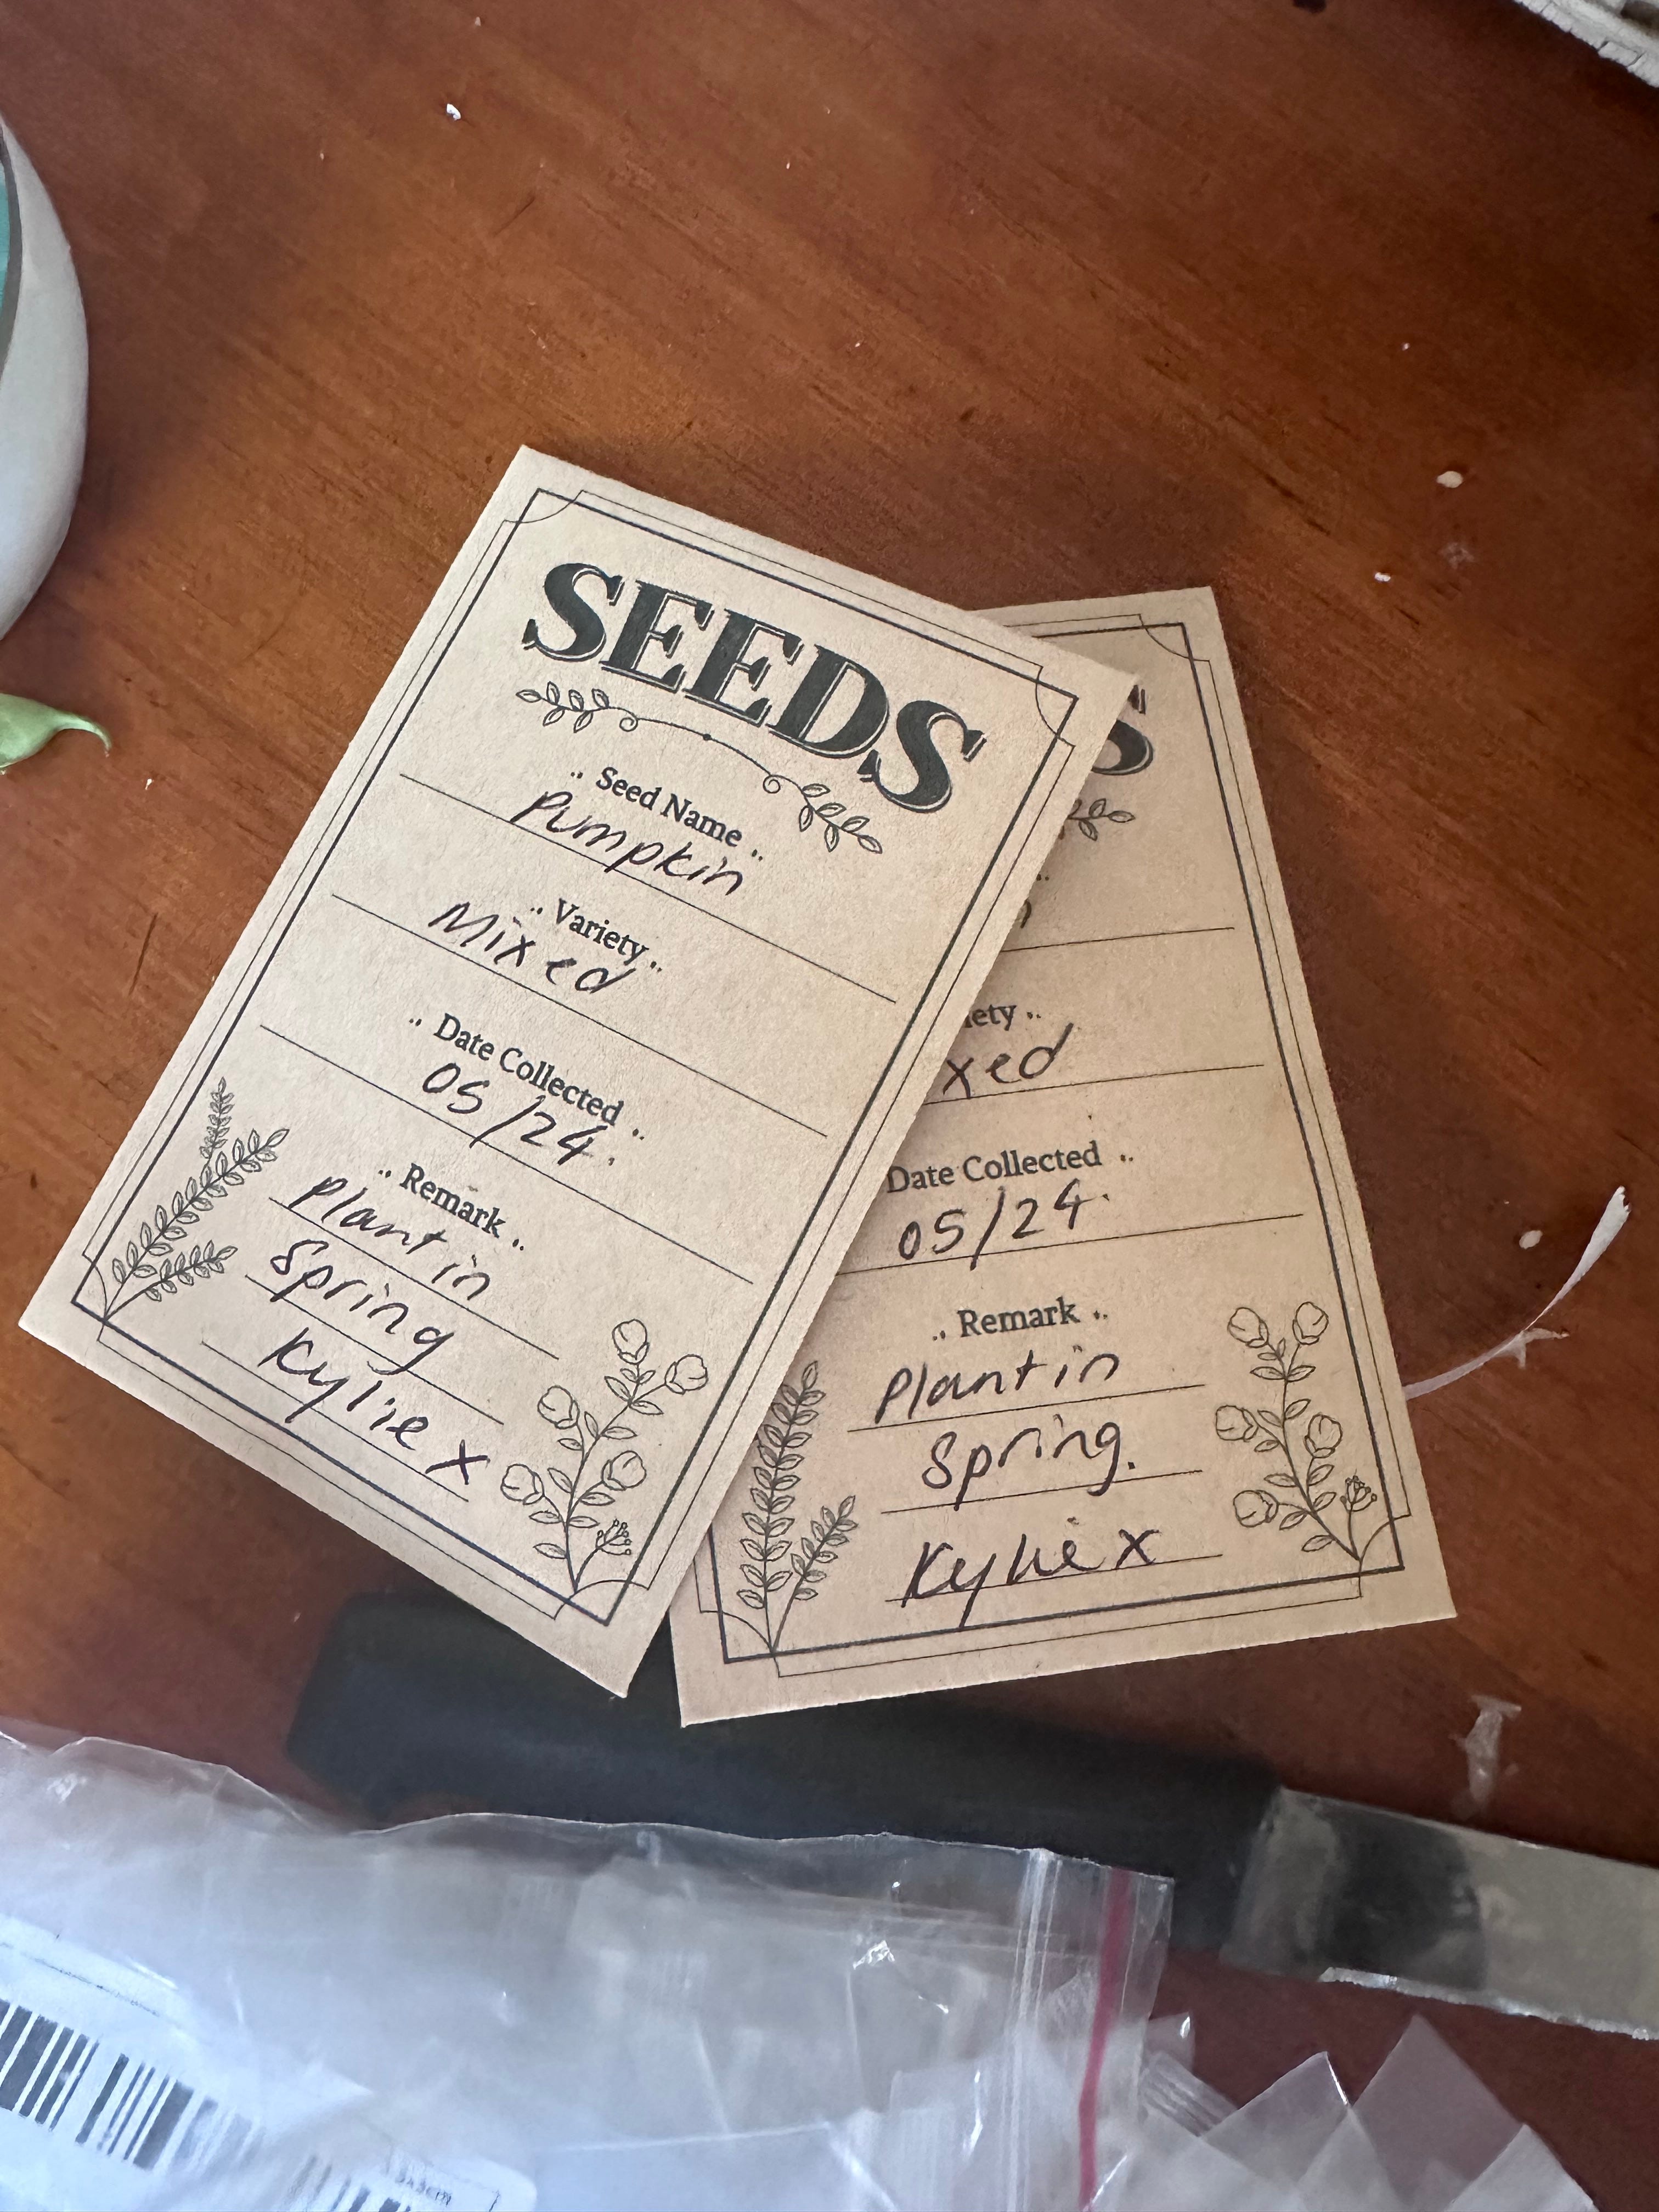 SEEDS
Seed Name
Pumpkin
Variety
Mixed
Date Collected
05/24.
Remark
Plant in
Spring
Kylie x
S
iety
xed
Date Collected
05/24.
Remark
Plant in
Spring.
Kylie x